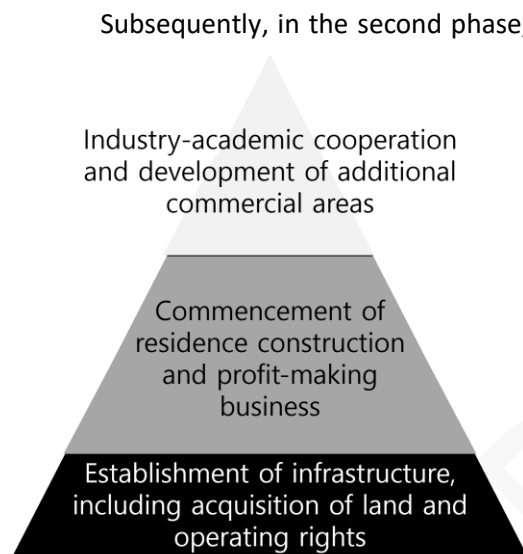 Subsequently, in the second phase,
Industry-academic cooperation
and development of additional
commercial areas
Commencement of
residence construction
and profit-making
business
Establishment of infrastructure,
including acquisition of land and
operating rights